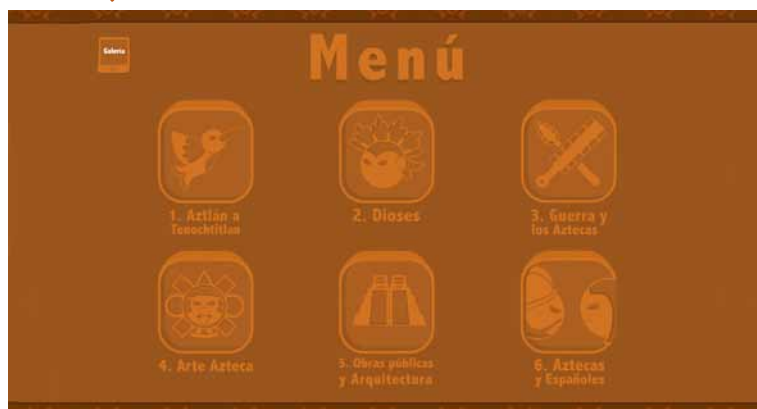 Galería
Menú
1. Aztlán a
Tenochtitlan
2. Dioses
3. Guerra y
los Aztecas
4. Arte Azteca
5. Obras públicas
y Arquitectura
6. Aztecas
y Españoles